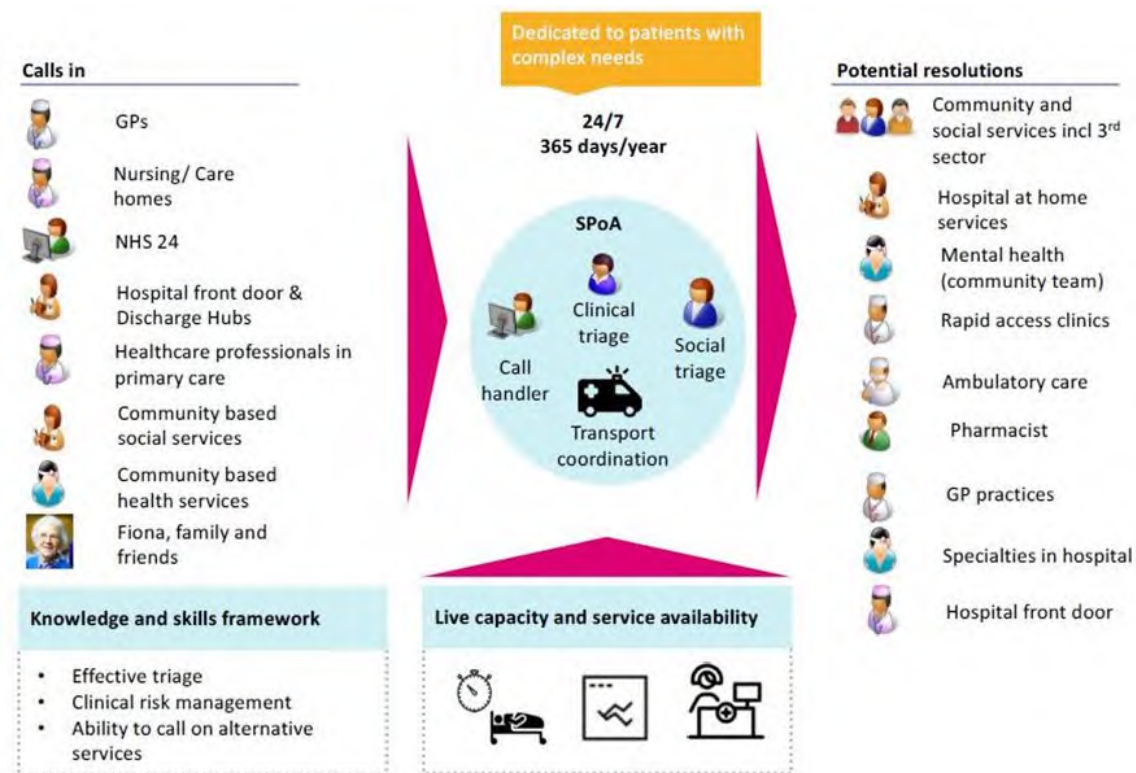 Dedicated to patients with
complex needs
Calls in
GPs
Nursing/ Care
homes
NHS 24
Hospital front door &
Discharge Hubs
Healthcare professionals in
primary care
Community based
social services
Community based
health services
Fiona, family and
friends
24/7
365 days/year
SPoA
Clinical
triage
Call
handler
Social
triage
Transport
coordination
Potential resolutions
Community and
social services incl 3rd
sector
Hospital at home
services
Mental health
(community team)
Rapid access clinics
Ambulatory care
Pharmacist
GP practices
Specialties in hospital
Hospital front door
Knowledge and skills framework
• Effective triage
• Clinical risk management
• Ability to call on alternative
services
Live capacity and service availability